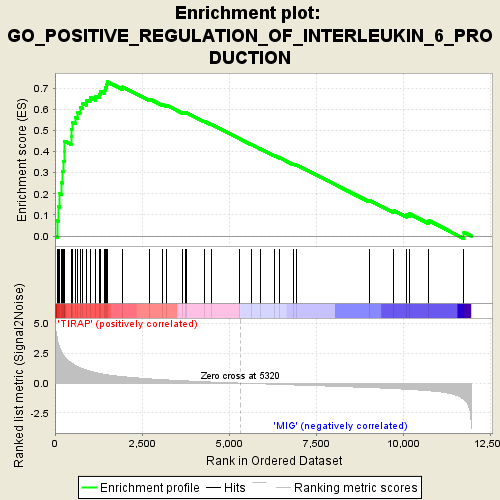 Enrichment plot:
GO_POSITIVE_REGULATION_OF_INTERLEUKIN_6_PRO
DUCTION
Enrichment score (ES)
0.7
0.6
0.5
0.4
0.3
0.2
0.1
0.0
Ranked list metric (Signal2Noise)
5.0
2.5
0.0
-2.5
'TIRAP' (positively correlated)
Zero cross at 5320
'MIG' (negatively correlated)
0 2,500 5,000 7,500 10,000 12,500
Rank in Ordered Dataset
Enrichment profile Hits Ranking metric scores